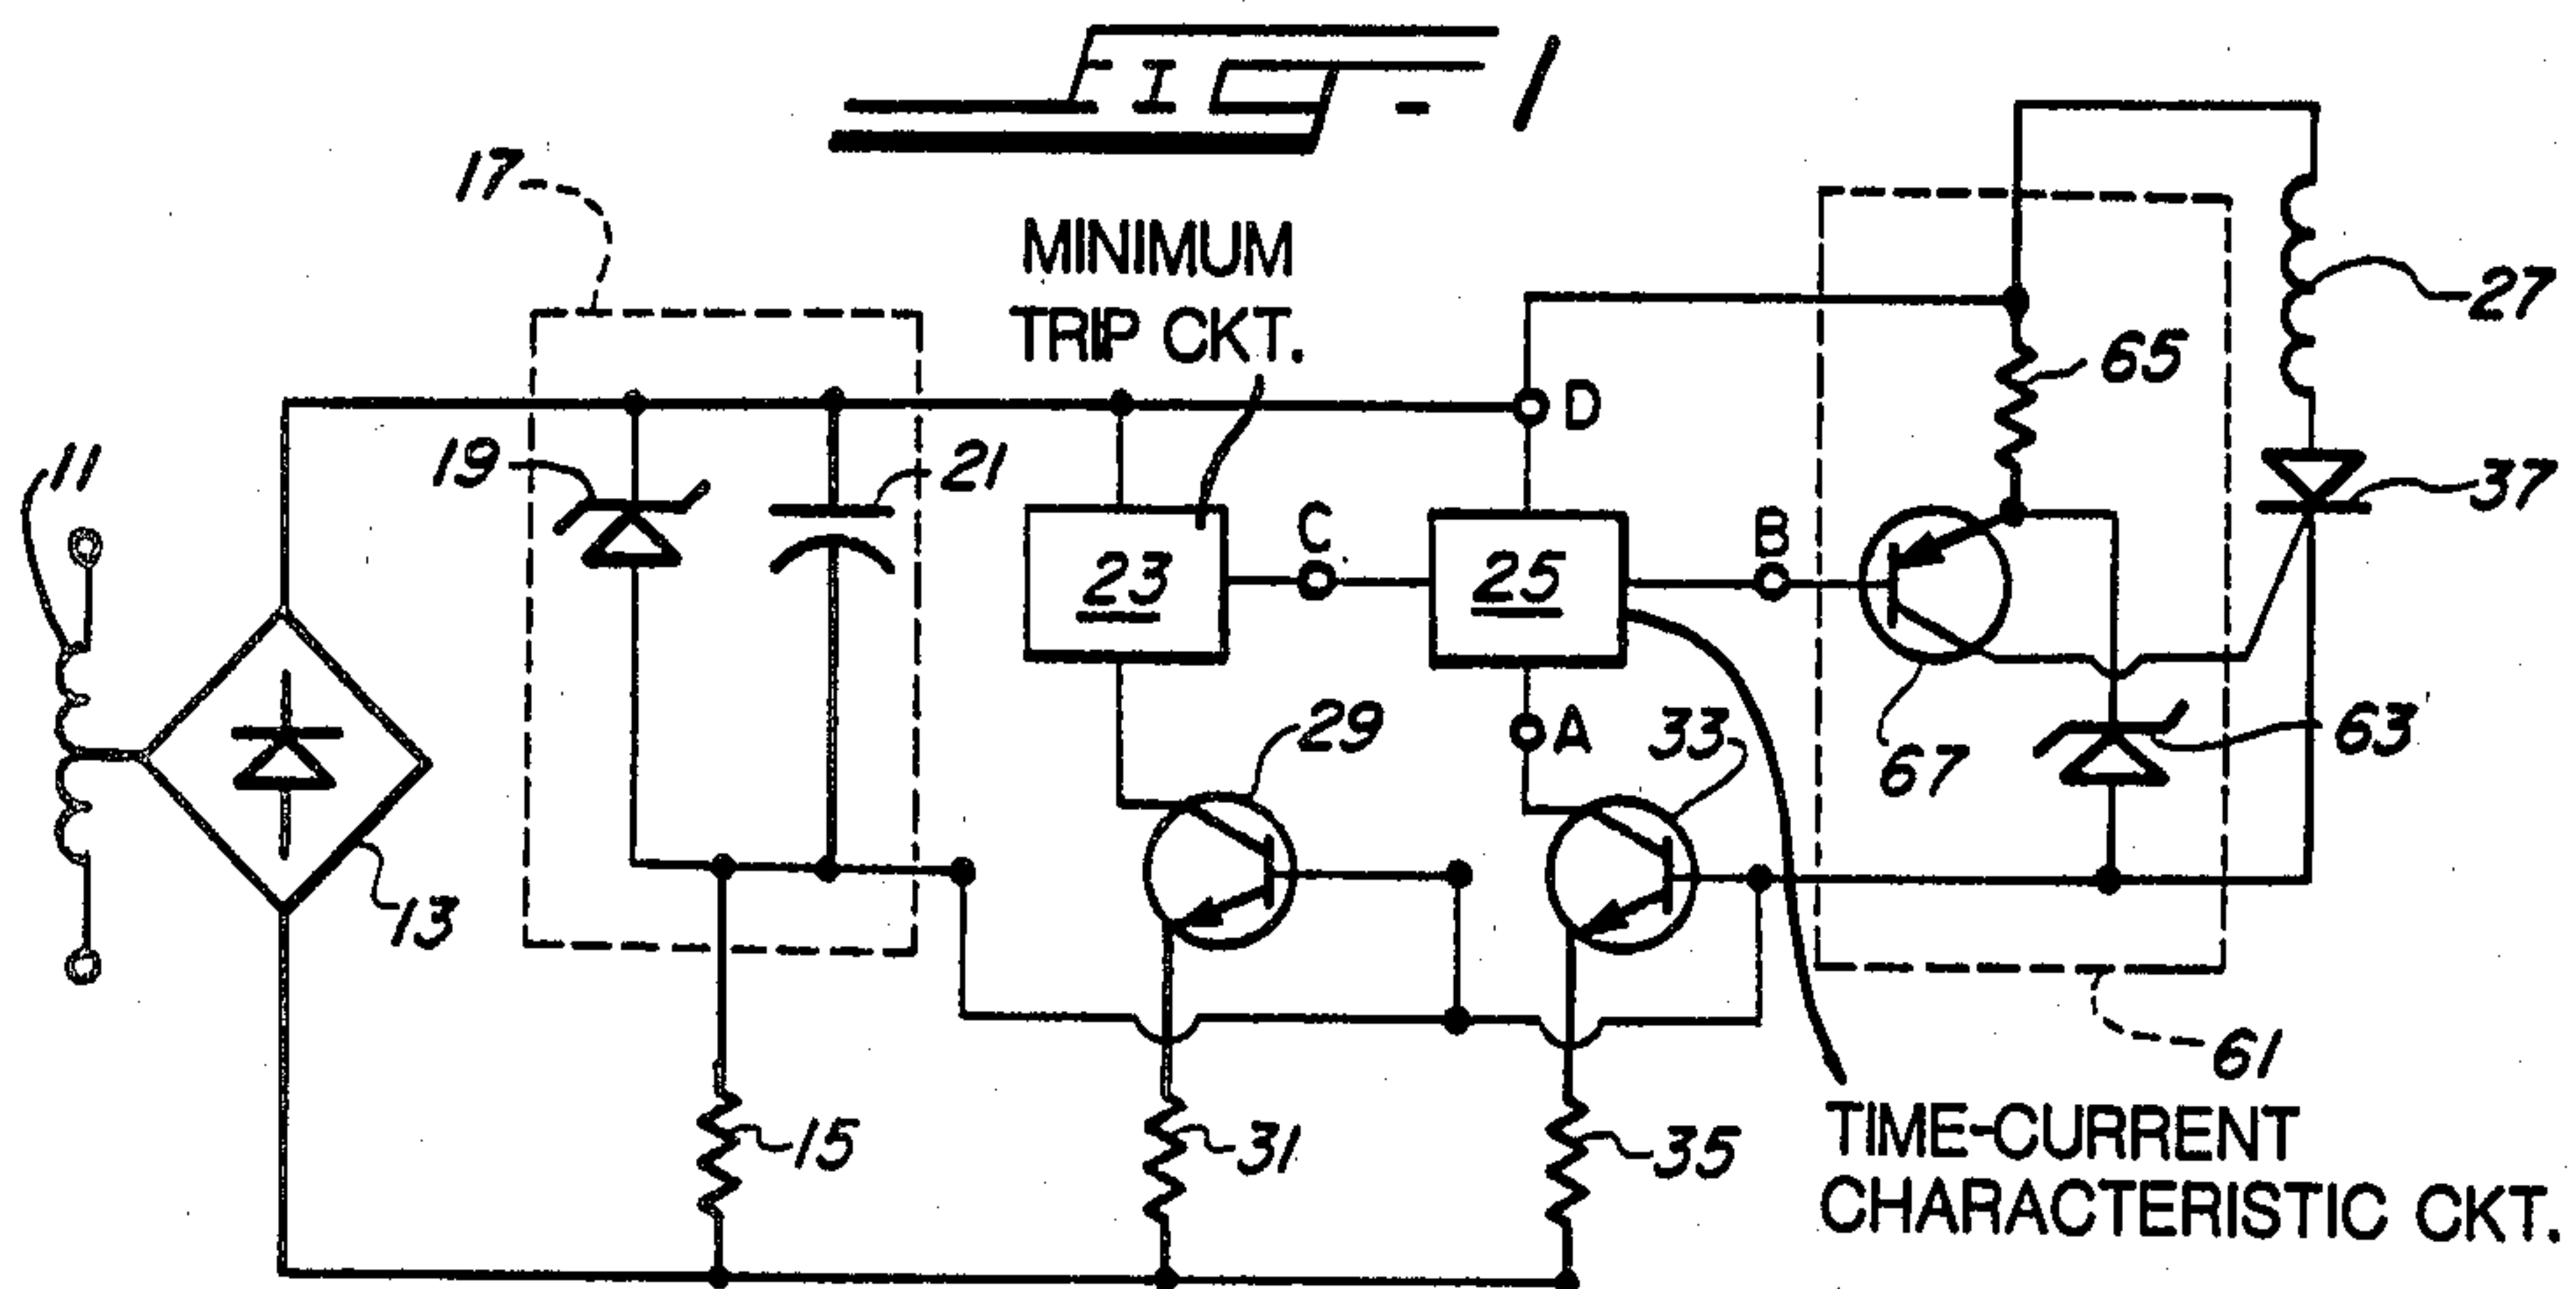 FIG-1
17
MINIMUM
TRIP CKT.
27
65
D
11
19
21
37
C
B
23
25
29
A
33
67
63
13
15
31
35
61
TIME-CURRENT
CHARACTERISTIC CKT.